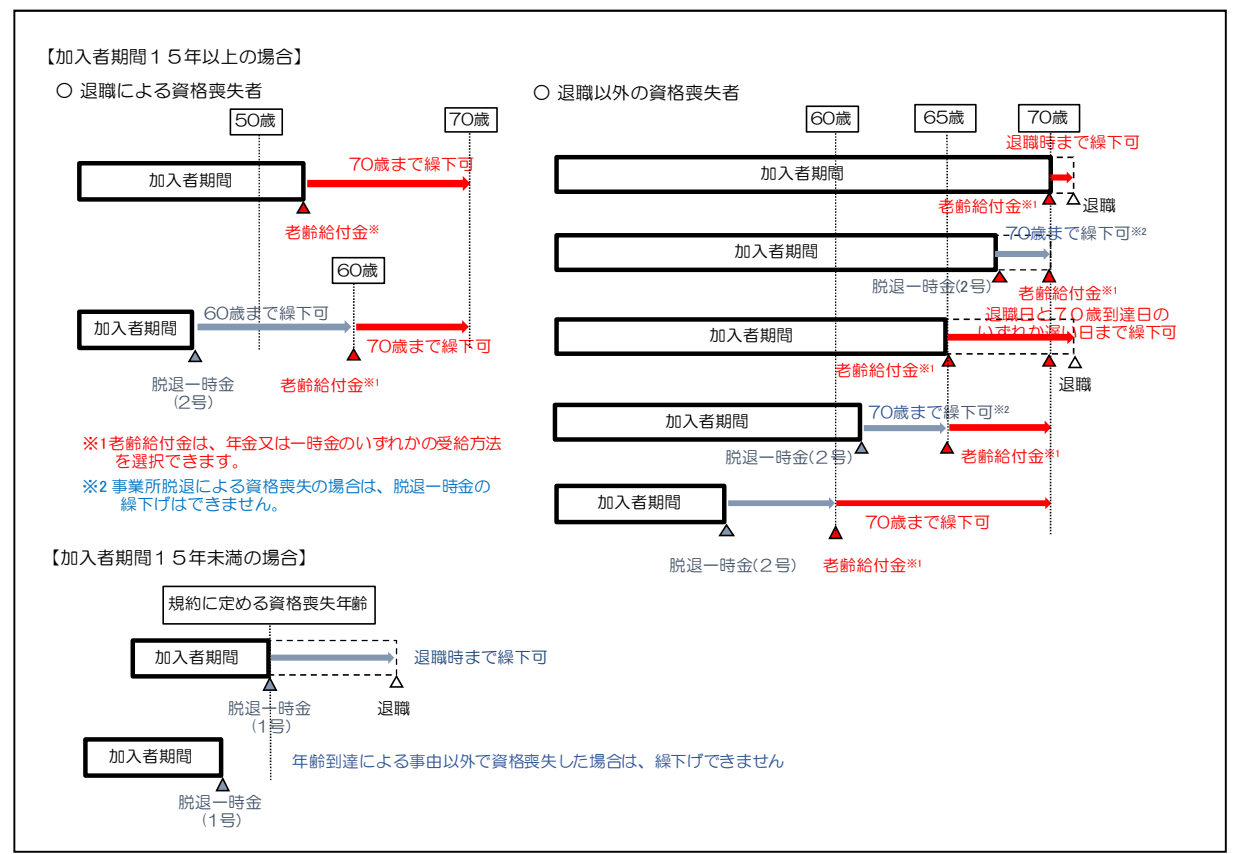 【加入者期間１５年以上の場合】
○ 退職による資格喪失者
50歳
70歳
70歳まで繰下可
加入者期間
老齢給付金※
60歳
60歳まで繰下可
加入者期間
70歳まで繰下可
脱退一時金
(2号)
老齢給付金※1
※1老齢給付金は、年金又は一時金のいずれかの受給方法
を選択できます。
※2 事業所脱退による資格喪失の場合は、脱退一時金の
繰下げはできません。
○ 退職以外の資格喪失者
60歳
65歳
70歳
退職時まで繰下可
加入者期間
老齢給付金※1
退職
70歳まで繰下可※2
加入者期間
脱退一時金(2号)
老齢給付金※1
退職日と７０歳到達日の
いずれか遅い日まで繰下可
加入者期間
老齢給付金※1
退職
70歳まで繰下可※2
加入者期間
脱退一時金(２号)
老齢給付金※1
加入者期間
70歳まで繰下可
脱退一時金(２号)
老齢給付金※1
【加入者期間１５年未満の場合】
規約に定める資格喪失年齢
加入者期間
退職時まで繰下可
脱退一時金
(１号)
退職
加入者期間
年齢到達による事由以外で資格喪失した場合は、繰下げできません
脱退一時金
(１号)